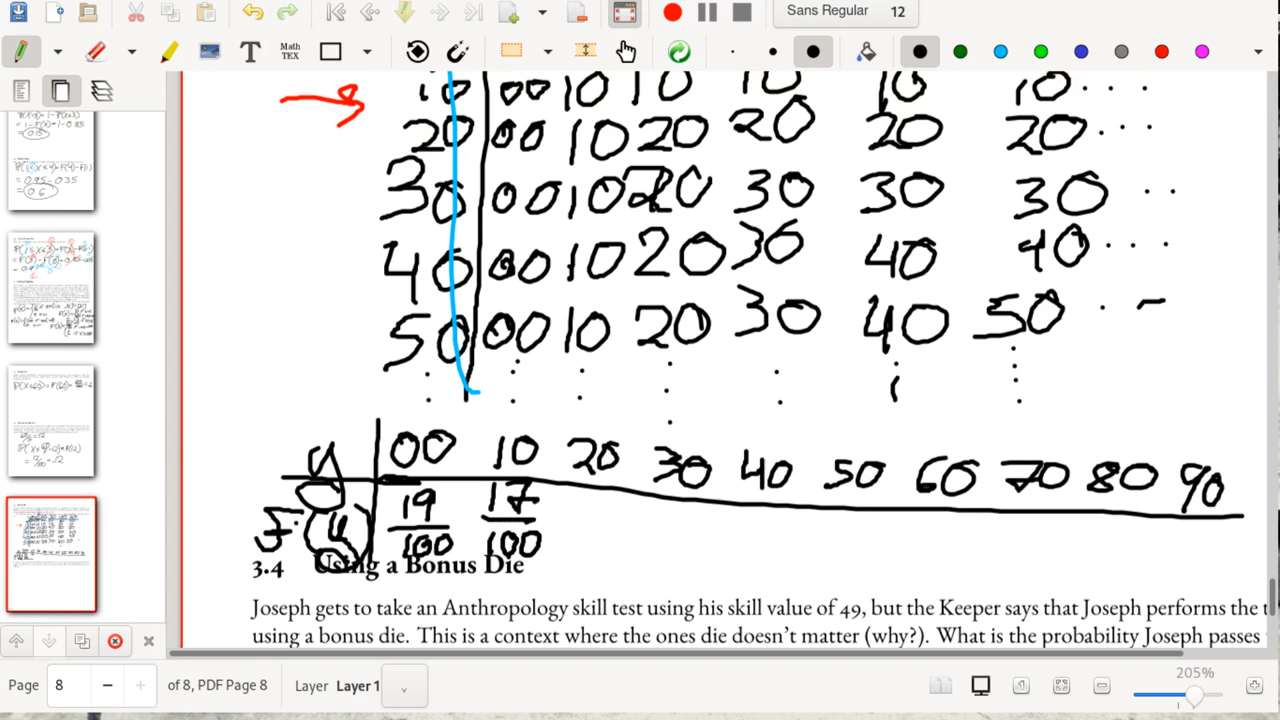 Sans Regular 12
Math
TEX
10 00 10 10 10 10 10 . . .
20 00 10 20 20 20 20 . . .
30 00 10 20 30 30 30 . .
40 00 10 20 30 40 40 . . .
50 00 10 20 30 40 50 . -
y 00 10 20 30 40 50 60 70 80 90
f(y) 19/100 17/100
3.4 Using a Bonus Die
Joseph gets to take an Anthropology skill test using his skill value of 49, but the Keeper says that Joseph performs the
using a bonus die. This is a context where the ones die doesn't matter (why?). What is the probability Joseph passes
Page 8 of 8, PDF Page 8 Layer Layer 1
205%